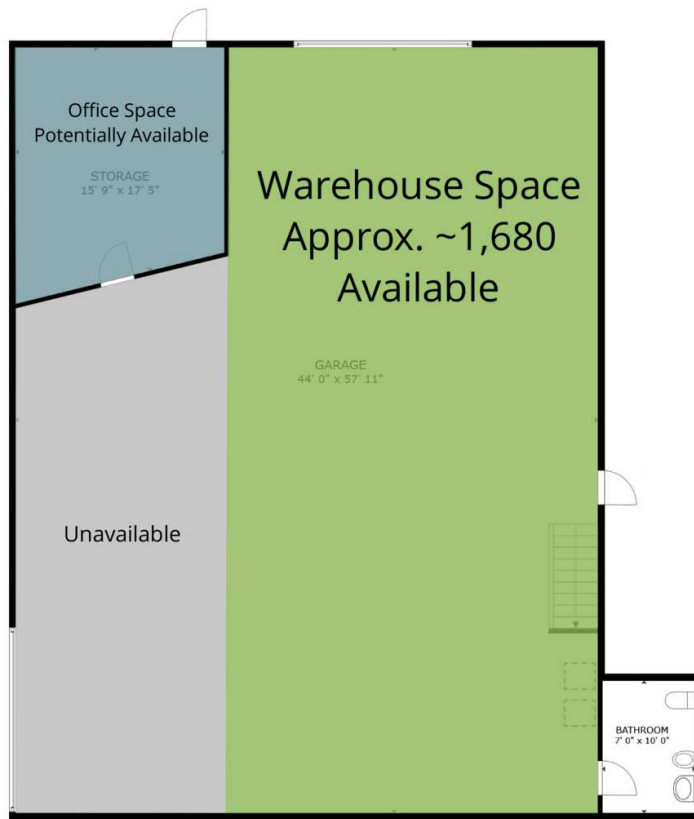 Office Space
Potentially Available
STORAGE
15' 9" x 17' 5"
Warehouse Space
Approx. ~1,680
Available
GARAGE
44' 0" x 57' 11"
Unavailable
BATHROOM
7' 0" x 10' 0"